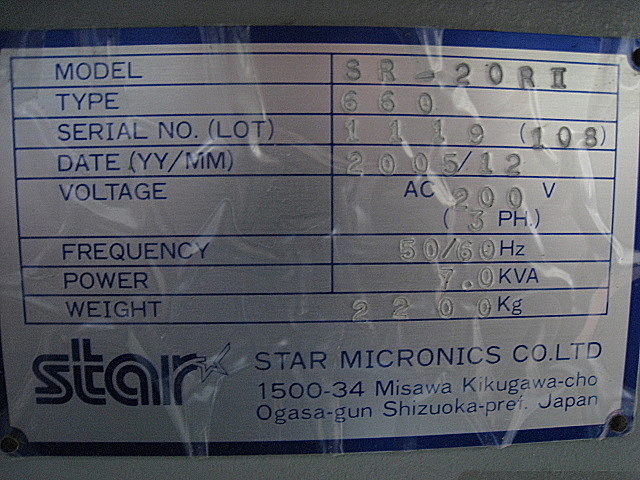 MODEL SR-20RII
TYPE 660
SERIAL NO. (LOT) 1119 (108)
DATE (YY/MM) 2005/12
VOLTAGE AC 200 V
(3 PH.)
FREQUENCY 50/60Hz
POWER 7.0KVA
WEIGHT 2200Kg
star STAR MICRONICS CO.LTD
1500-34 Misawa Kikugawa-cho
Ogasa-gun Shizuoka-pref. Japan